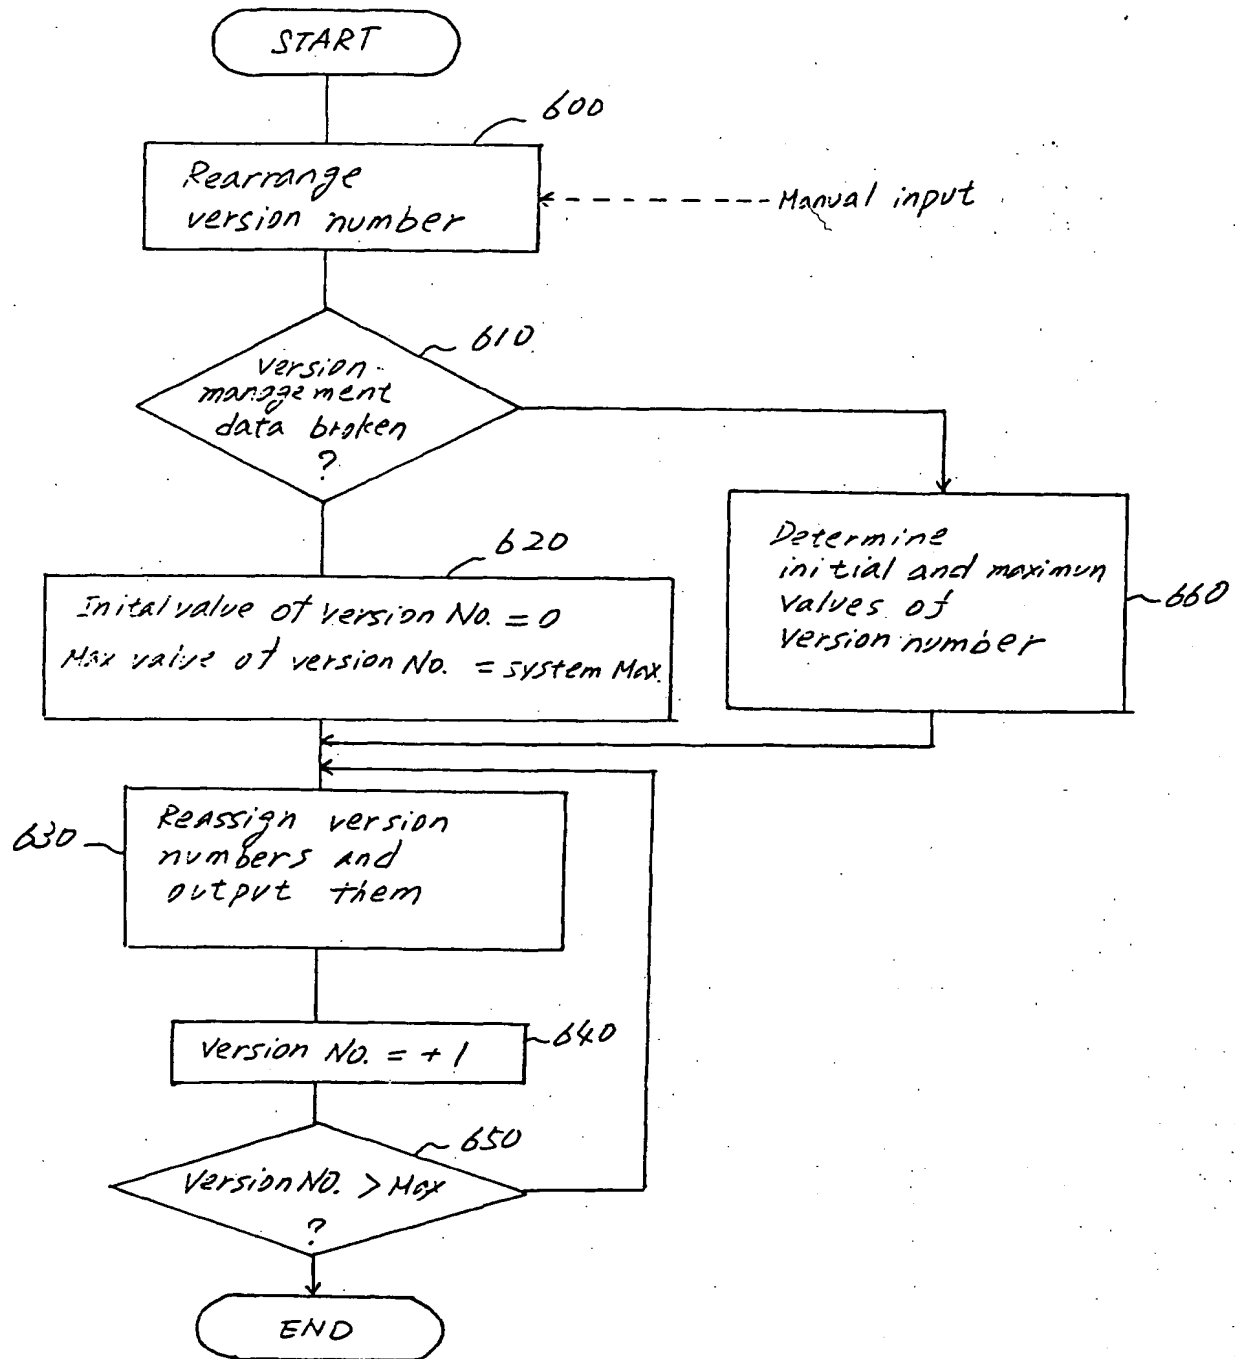 START
600
Rearrange
version number
Manual input
610
Version
management
data broken
?
620
Inital value of version No. = 0
Max value of version No. = system Max.
Determine
initial and maximun
values of
version number
660
630
Reassign version
numbers and
output them
Version No. = + 1
640
650
Version NO. > Max
?
END